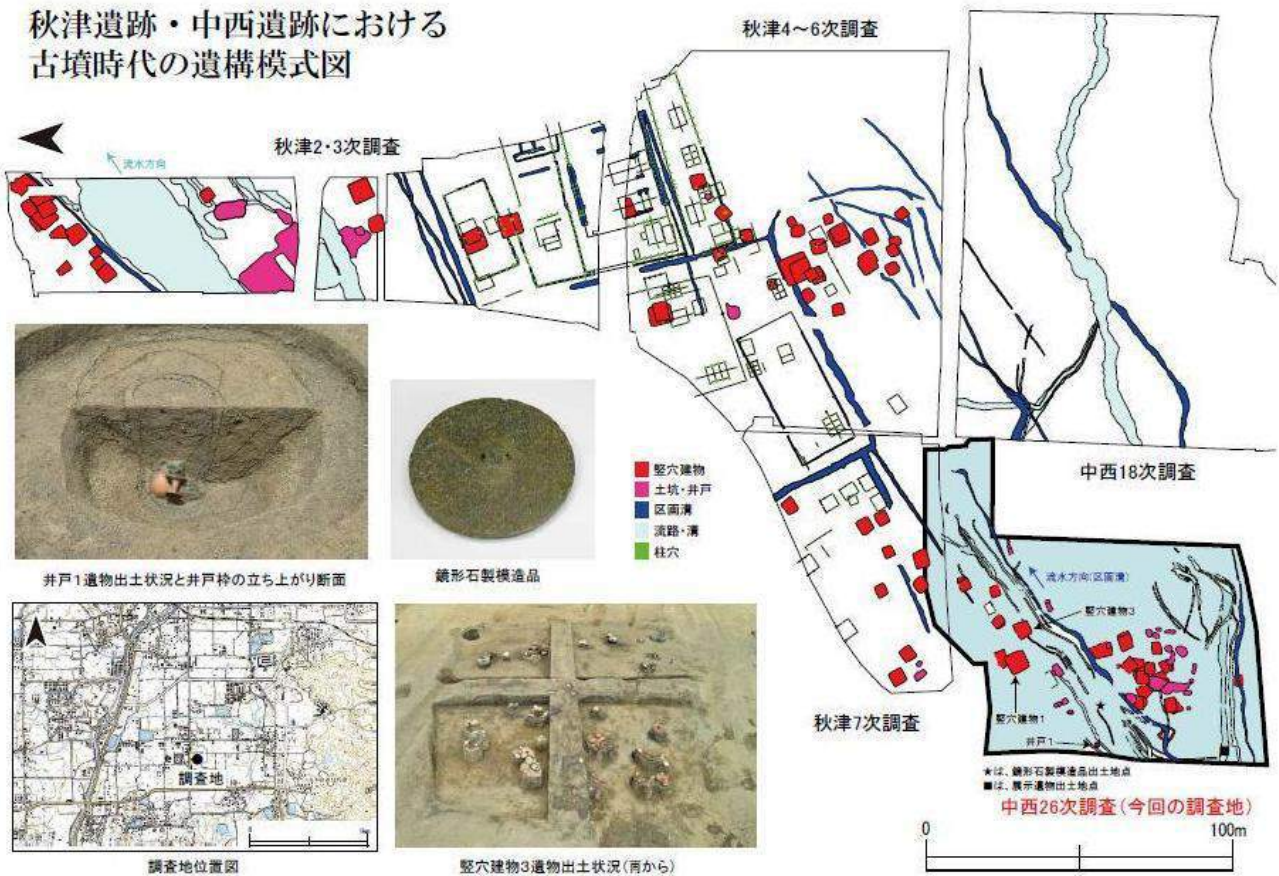 秋津遺跡・中西遺跡における
古墳時代の遺構模式図
秋津4～6次調査
秋津2・3次調査
流水方向
竪穴建物
土坑・井戸
区画溝
流路・溝
柱穴
中西18次調査
井戸1遺物出土状況と井戸枠の立ち上がり断面
鏡形石製模造品
流水方向(区画溝)
竪穴建物3
竪穴建物1
井戸1
秋津7次調査
★は、鏡形石製模造品出土地点
■は、展示遺物出土地点
中西26次調査(今回の調査地)
0 100m
調査地
調査地位置図
竪穴建物3遺物出土状況(南から)